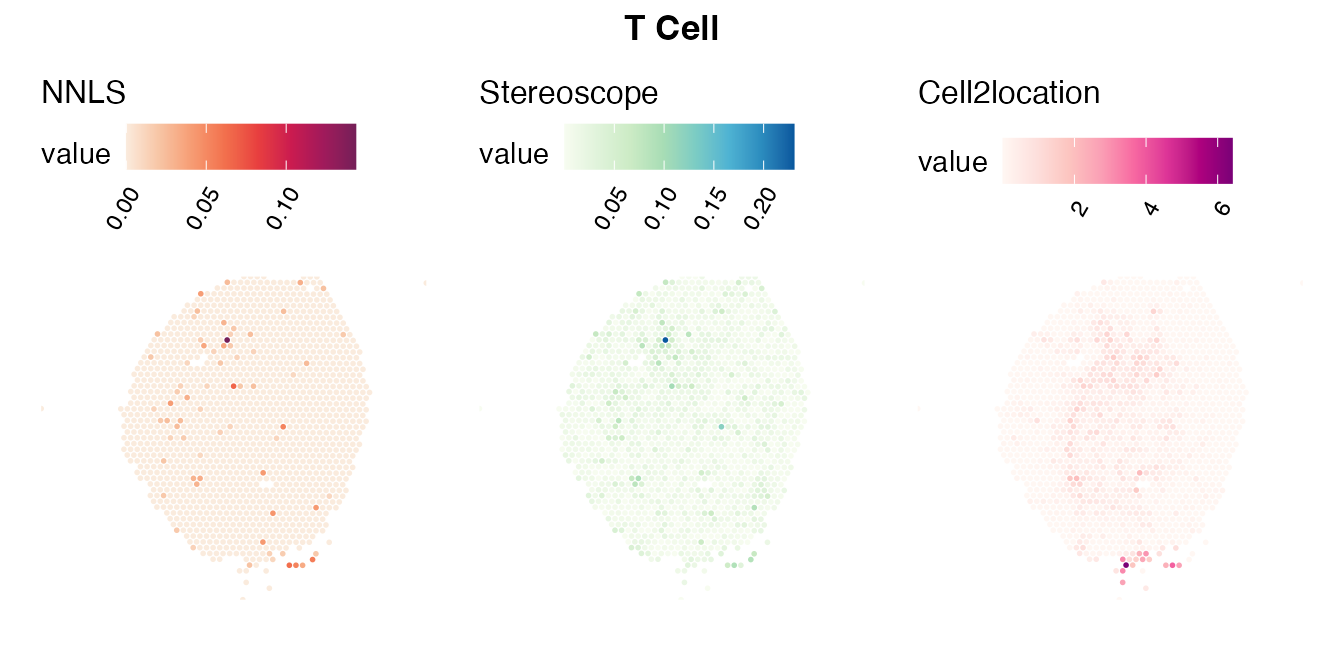 T Cell
NNLS
value
0.00
0.05
0.10
Stereoscope
value
0.05
0.10
0.15
0.20
Cell2location
value
2
4
6